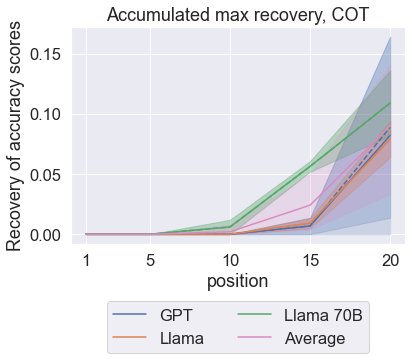 Accumulated max recovery, COT
Recovery of accuracy scores
0.15
0.10
0.05
0.00
1 5 10 15 20
position
GPT Llama 70B
Llama Average